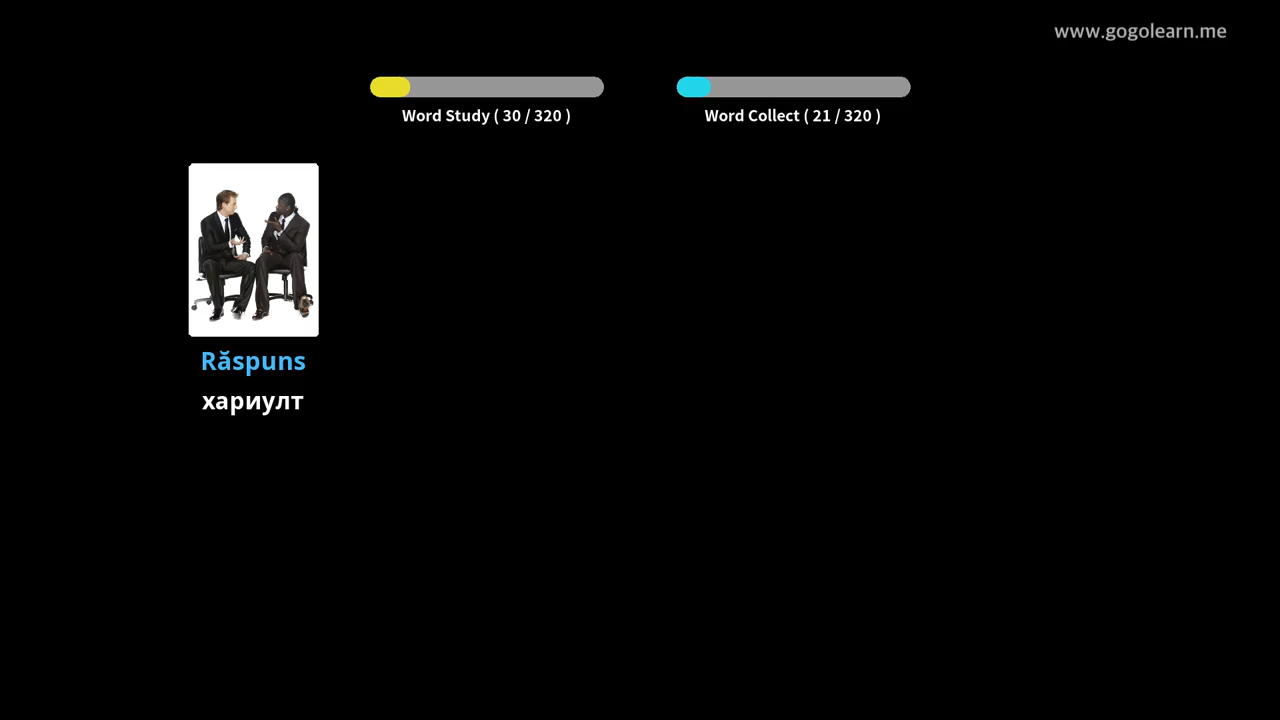 www.gogolearn.me
Word Study ( 30 / 320 )
Word Collect ( 21 / 320 )
Răspuns
хариулт